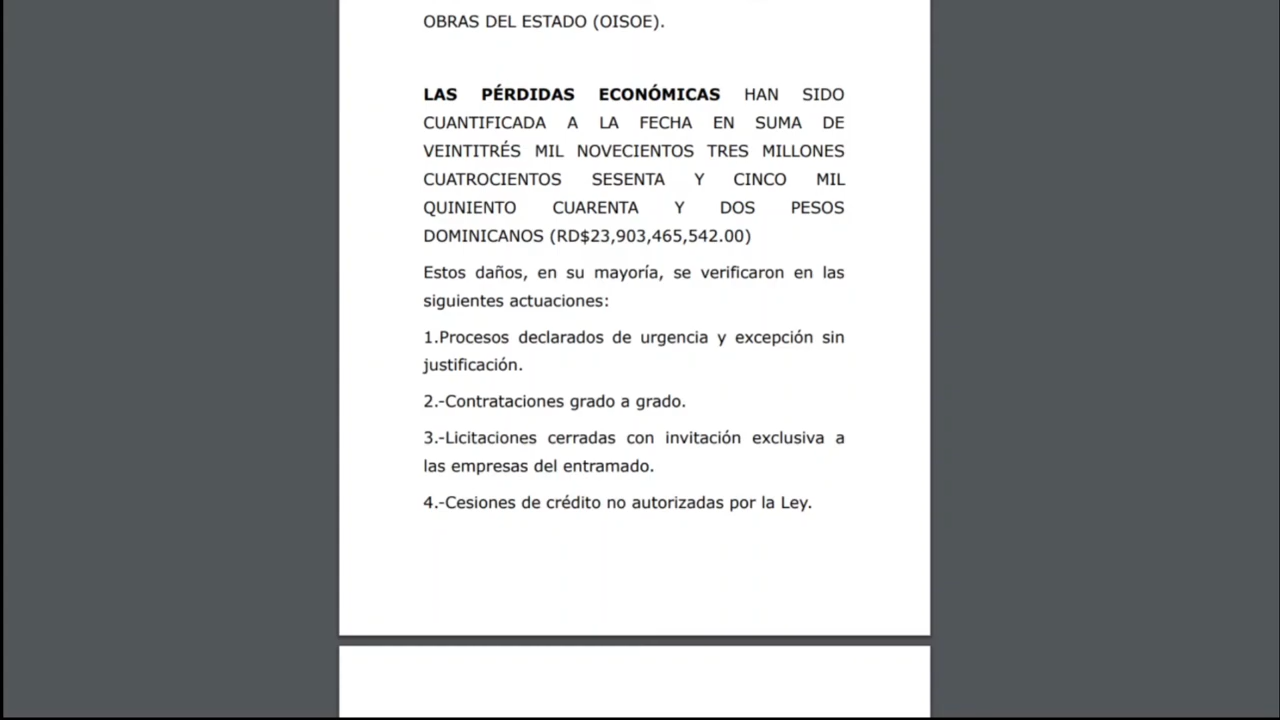 OBRAS DEL ESTADO (OISOE).
LAS PÉRDIDAS ECONÓMICAS HAN SIDO
CUANTIFICADA A LA FECHA EN SUMA DE
VEINTITRÉS MIL NOVECIENTOS TRES MILLONES
CUATROCIENTOS SESENTA Y CINCO MIL
QUINIENTO CUARENTA Y DOS PESOS
DOMINICANOS (RD$23,903,465,542.00)
Estos daños, en su mayoría, se verificaron en las
siguientes actuaciones:
1.Procesos declarados de urgencia y excepción sin
justificación.
2.-Contrataciones grado a grado.
3.-Licitaciones cerradas con invitación exclusiva a
las empresas del entramado.
4.-Cesiones de crédito no autorizadas por la Ley.